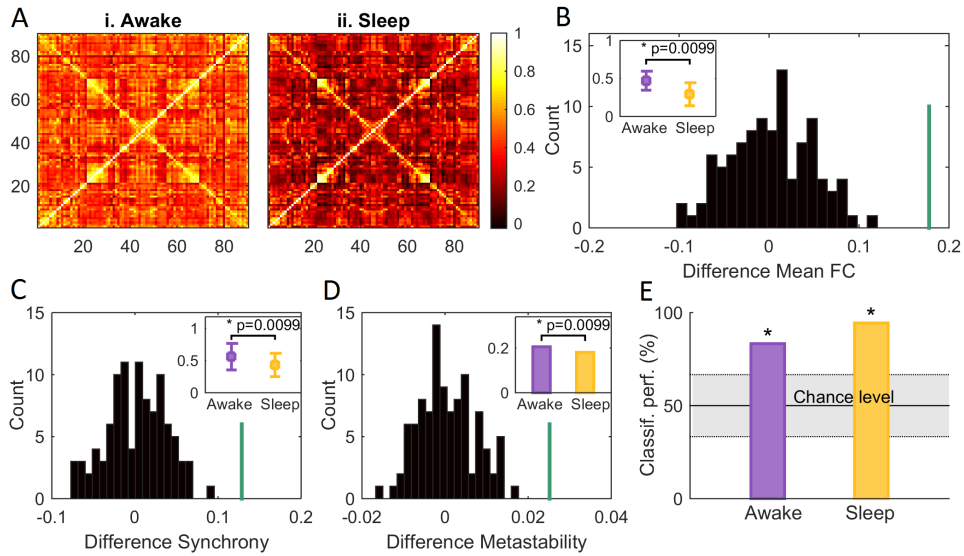 A
i. Awake
ii. Sleep
80
60
40
20
20 40 60 80
20 40 60 80
1
0.8
0.6
0.4
0.2
0
B
Count
15
10
5
0
-0.2 -0.1 0 0.1 0.2
Difference Mean FC
* p=0.0099
1
0.5
0
Awake Sleep
C
Count
15
10
5
0
-0.1 0 0.1 0.2
Difference Synchrony
* p=0.0099
1
0.5
0
Awake Sleep
D
Count
15
10
5
0
-0.02 0 0.02 0.04
Difference Metastability
* p=0.0099
0.2
0
Awake Sleep
E
Classif. perf. (%)
100
50
0
*
*
Chance level
Awake Sleep